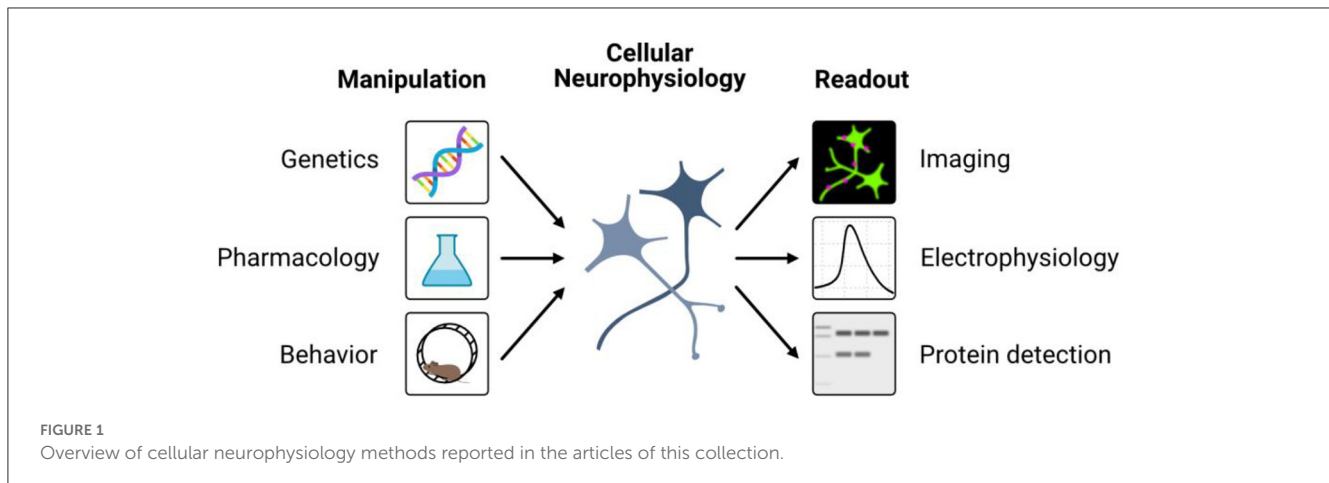 Cellular
Neurophysiology
Manipulation
Readout
Genetics
Imaging
Pharmacology
Electrophysiology
Behavior
Protein detection
FIGURE 1
Overview of cellular neurophysiology methods reported in the articles of this collection.